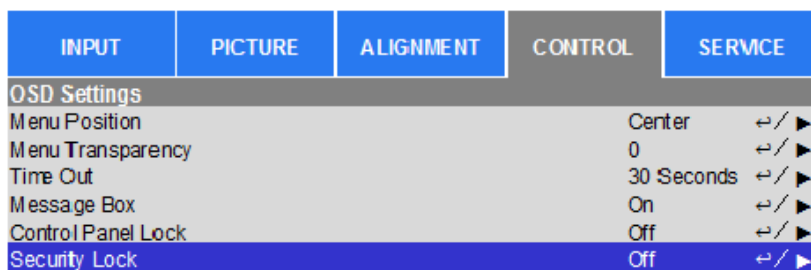 INPUT PICTURE ALIGNMENT CONTROL SERVICE
OSD Settings
Menu Position Center ↵/▶
Menu Transparency 0 ↵/▶
Time Out 30 Seconds ↵/▶
Message Box On ↵/▶
Control Panel Lock Off ↵/▶
Security Lock Off ↵/▶